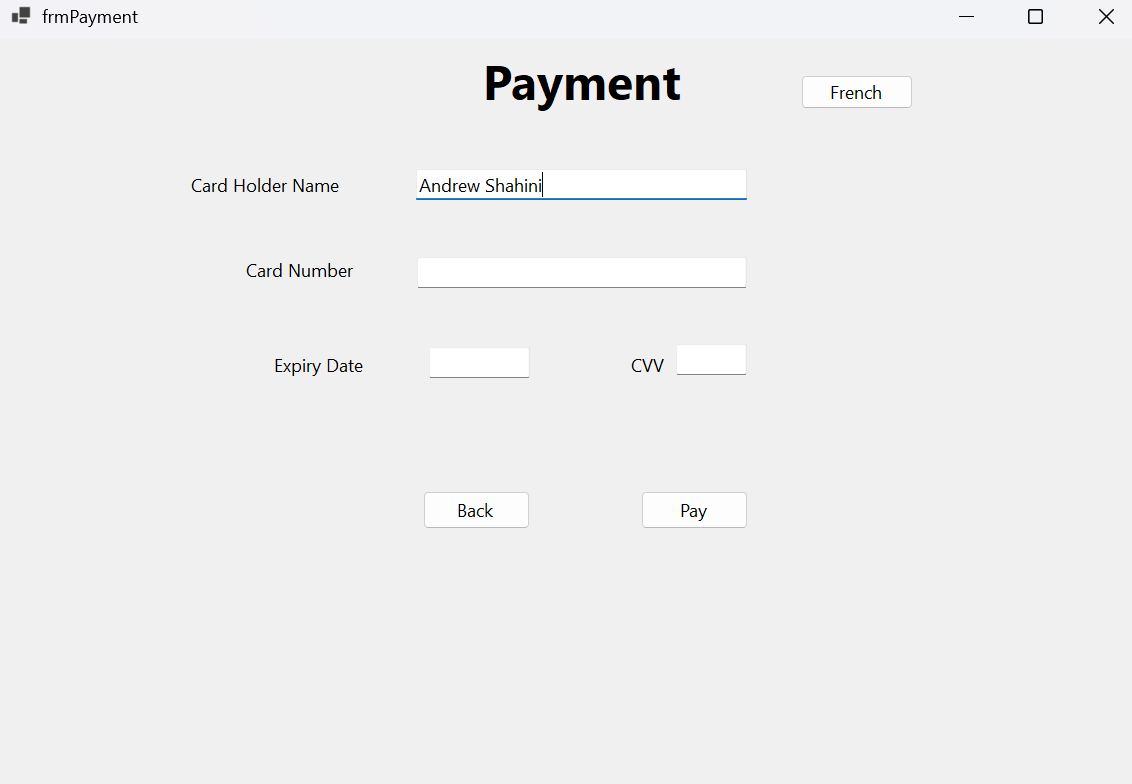 frmPayment
Payment
French
Card Holder Name
Andrew Shahini
Card Number
Expiry Date
CVV
Back
Pay